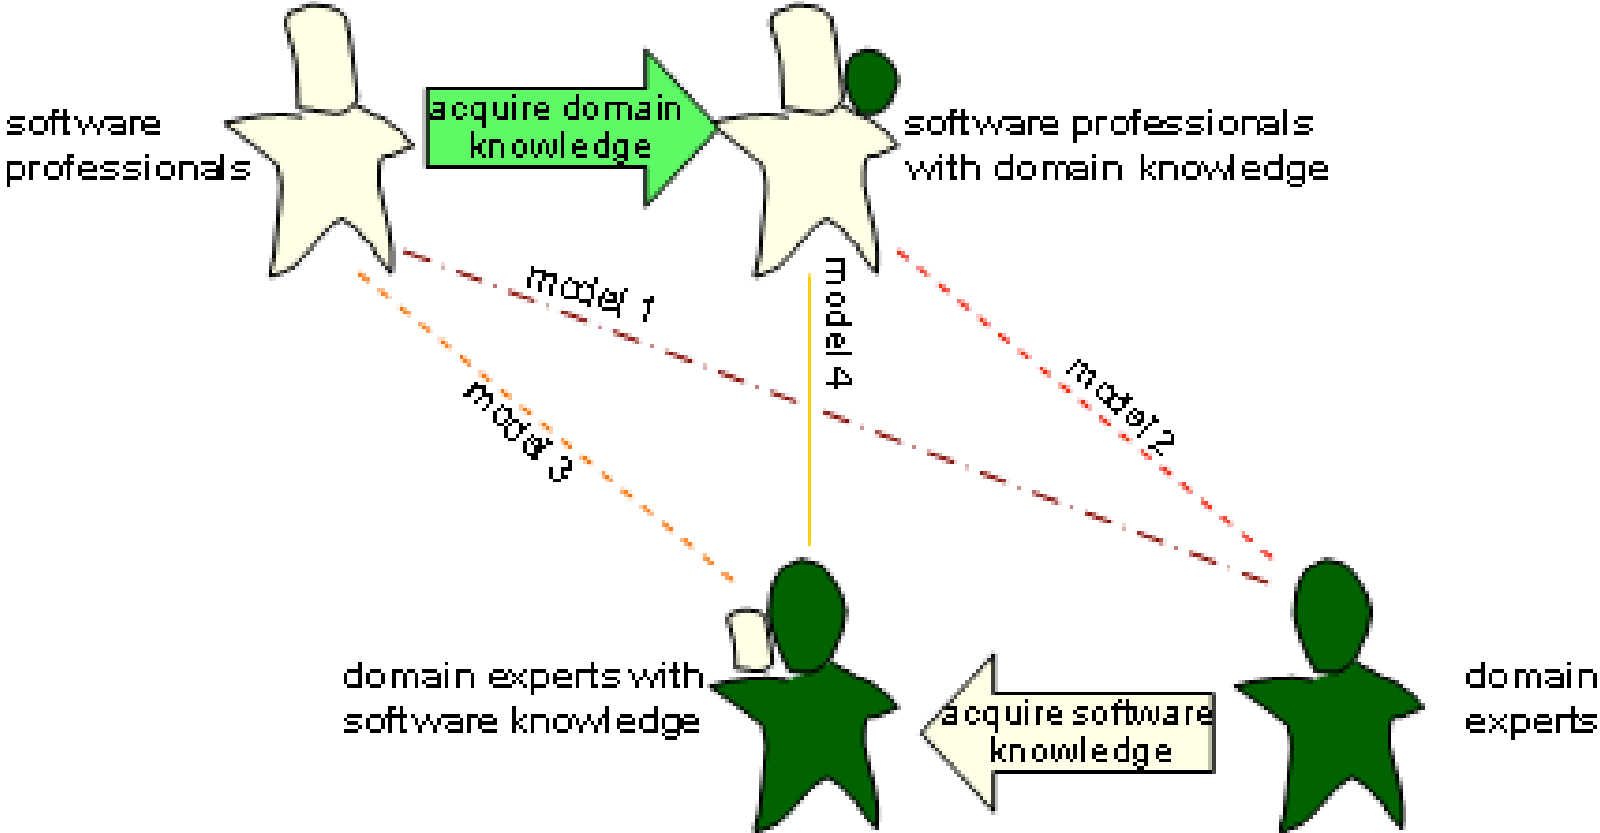 software
professionals
acquire domain
knowledge
software professionals
with domain knowledge
model 1
model 4
model 2
model 3
domain experts with
software knowledge
acquire software
knowledge
domain
experts